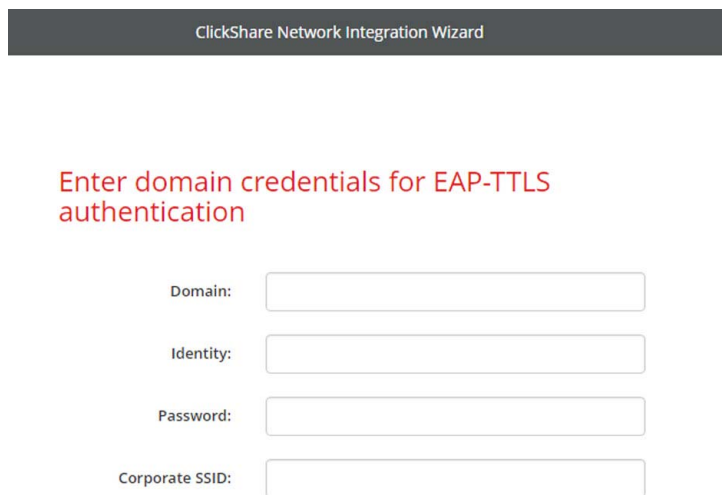 ClickShare Network Integration Wizard
Enter domain credentials for EAP-TTLS
authentication
Domain:
Identity:
Password:
Corporate SSID: